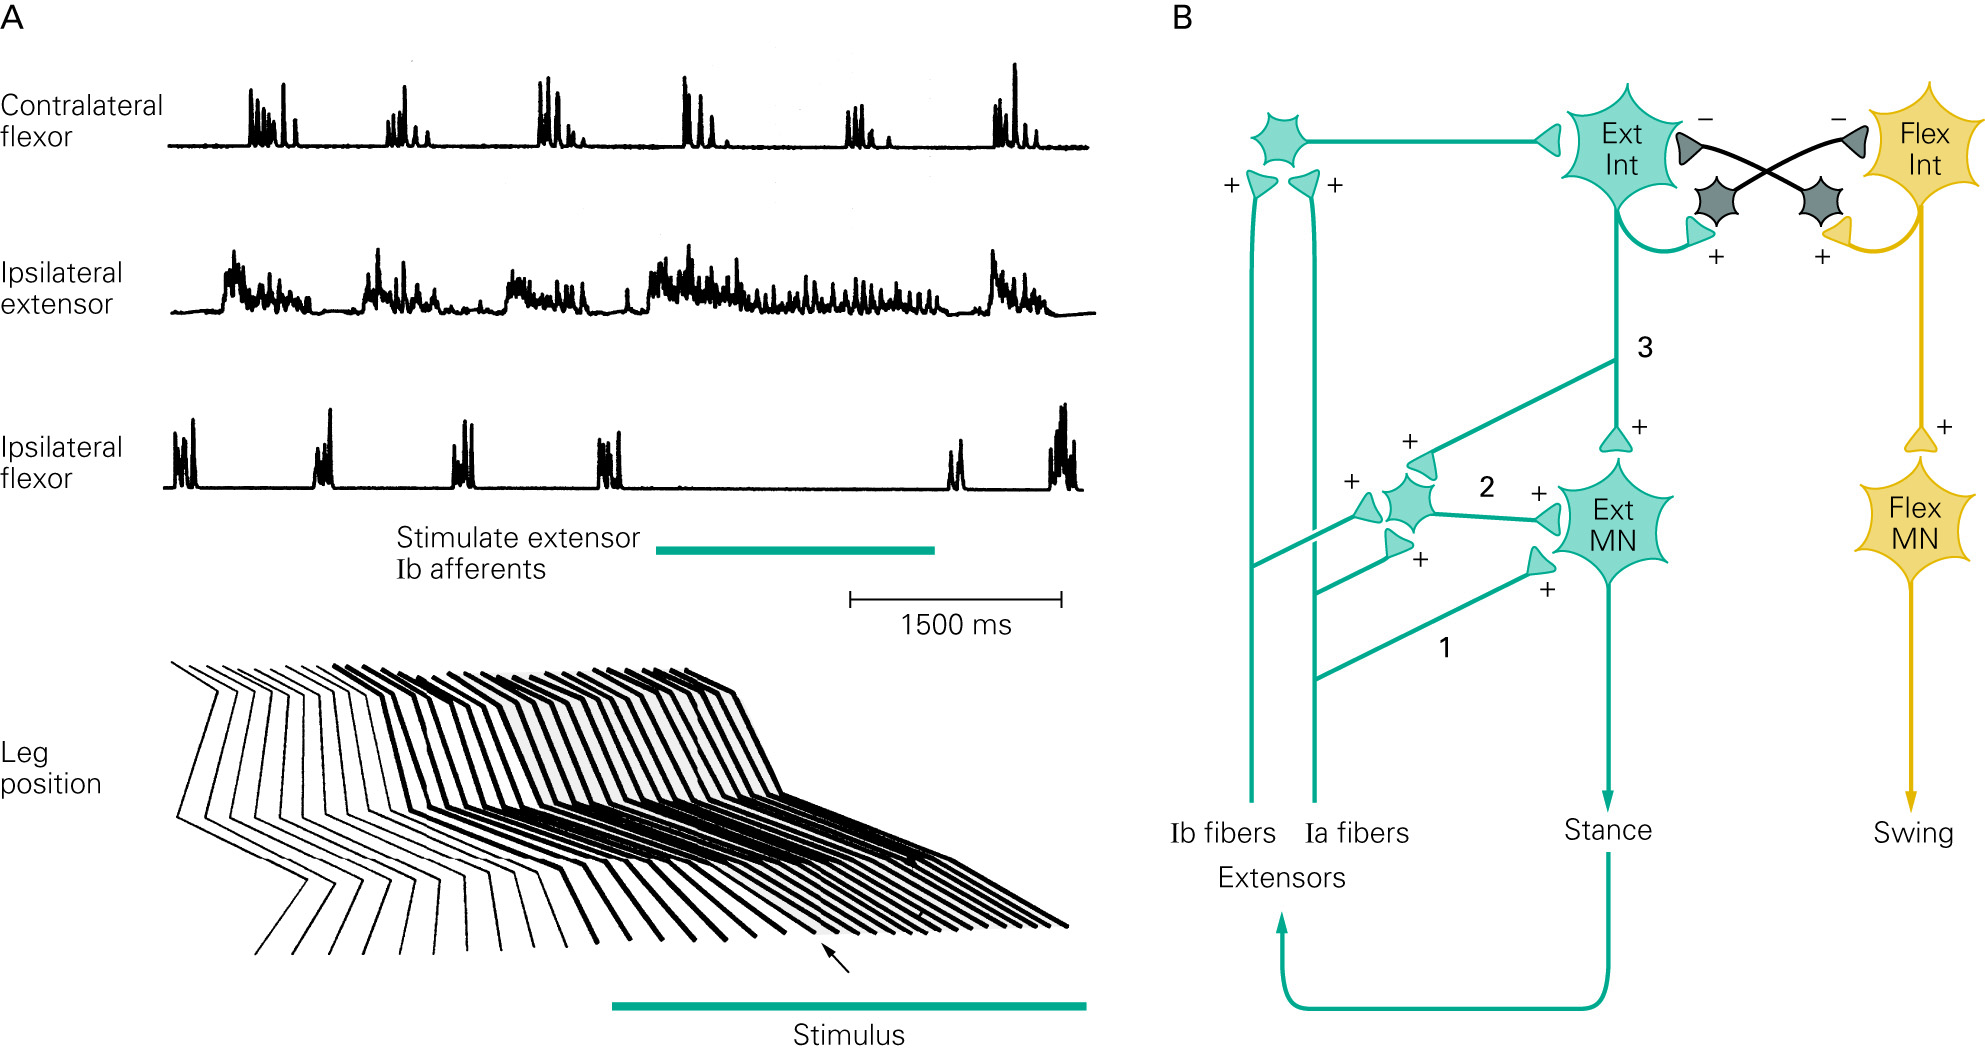 A
Contralateral
flexor
Ipsilateral
extensor
Ipsilateral
flexor
Stimulate extensor
Ib afferents
1500 ms
Leg
position
Stimulus
B
Ext
Int
Flex
Int
–
–
+
+
+
+
3
+
+
+
+
2
+
Ext
MN
Flex
MN
+
+
1
Ib fibers
Ia fibers
Extensors
Stance
Swing